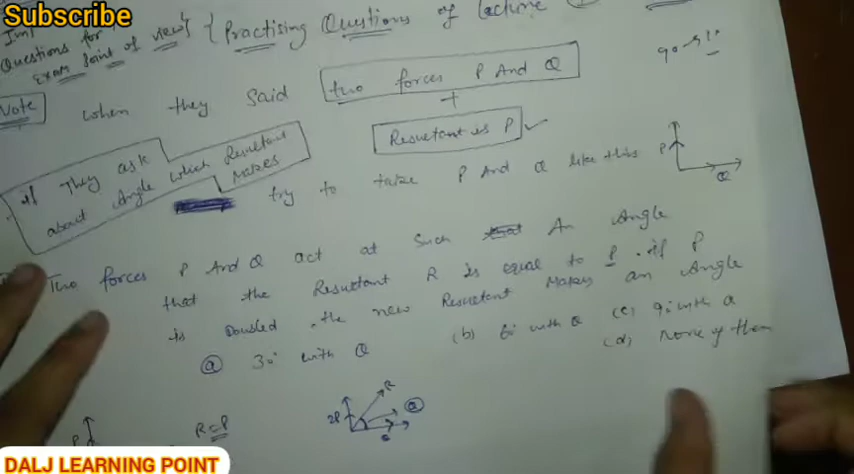 Subscribe
Imp
Questions for
Exam Point of view} { Practising Questions of Lecture
90
Note when they Said two forces P And Q
+
Resultant is P
if They ask about Angle which Resultant Makes try to take P And Q like this P
Q
Two forces P And Q act at Such An Angle
that the Resultant R is equal to P . if P
is Doubled , the new Resultant Makes an Angle
(a) 30° with Q (b) 60 with Q (c) 90 with Q
(d) None of them
P
R = P
2P
R
Q
DALJ LEARNING POINT